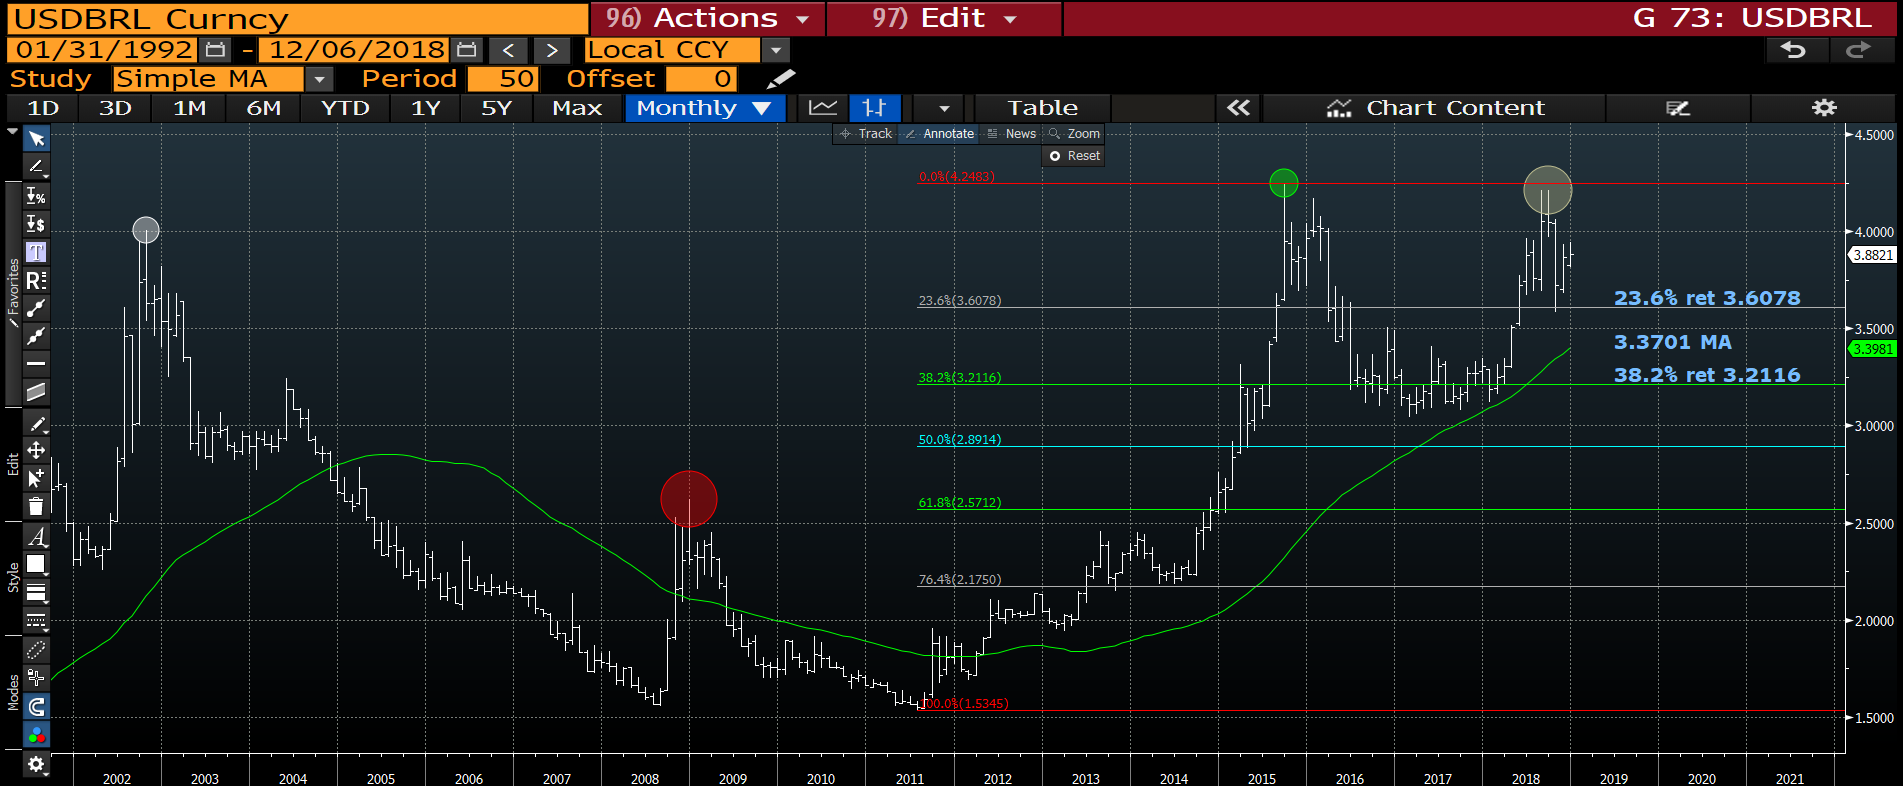 USDBRL Curncy 96) Actions 97) Edit G 73: USDBRL
01/31/1992 - 12/06/2018 < > Local CCY
Study Simple MA Period 50 Offset 0
1D 3D 1M 6M YTD 1Y 5Y Max Monthly ▼ Table « Chart Content
Track Annotate News Zoom
Reset
Favorites
Edit
Style
Modes
T
R
A
4.5000
4.0000
3.8821
3.5000
3.3981
3.0000
2.5000
2.0000
1.5000
0.0%(4.2483)
23.6%(3.6078)
23.6% ret 3.6078
3.3701 MA
38.2%(3.2116)
38.2% ret 3.2116
50.0%(2.8914)
61.8%(2.5712)
76.4%(2.1750)
00.0%(1.5345)
2002 2003 2004 2005 2006 2007 2008 2009 2010 2011 2012 2013 2014 2015 2016 2017 2018 2019 2020 2021